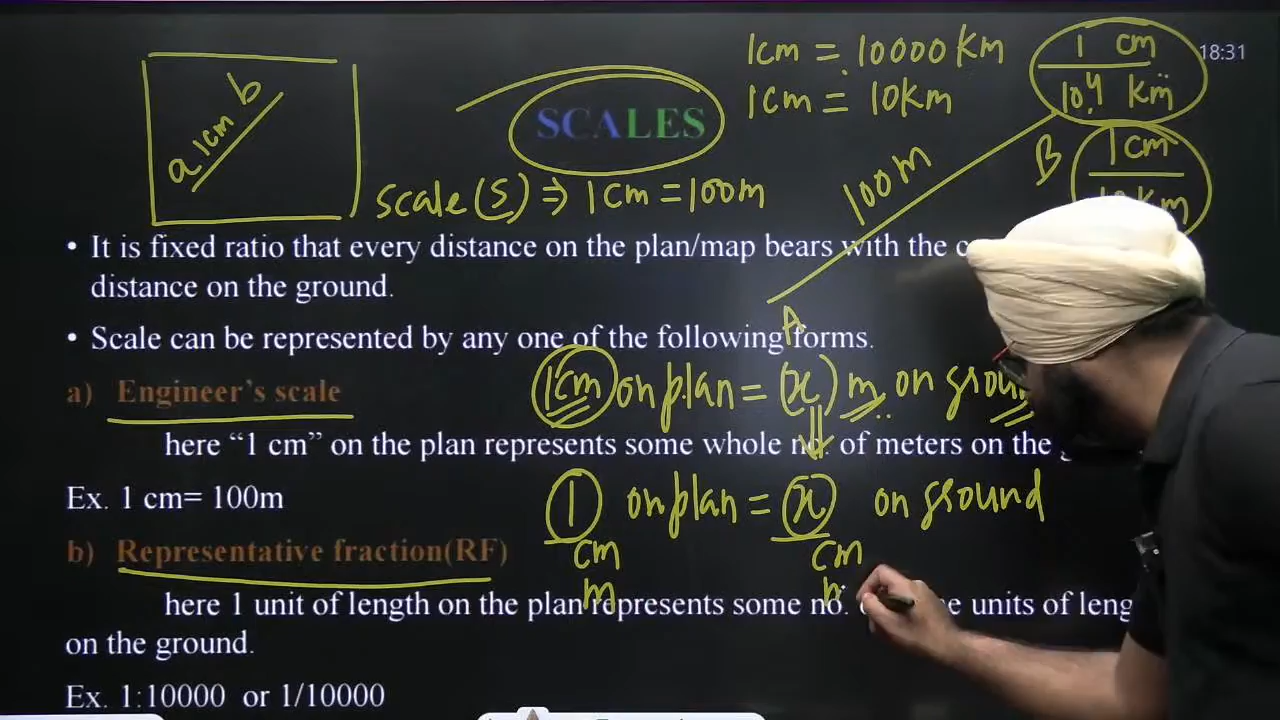 1cm = 10000 Km
1cm = 10Km
1 cm
10.4 km
18:31
a 1cm b
SCALES
100m
B
1cm
10 Km
scale (s) ⇒ 1cm = 100m
• It is fixed ratio that every distance on the plan/map bears with the
distance on the ground.
A
• Scale can be represented by any one of the following forms.
a) Engineer's scale
1cm on plan = (x) m on ground
here “1 cm” on the plan represents some whole no. of meters on the
Ex. 1 cm= 100m
1 on plan = x on ground
b) Representative fraction(RF)
cm cm
m
here 1 unit of length on the plan represents some no. units of leng
on the ground.
Ex. 1:10000 or 1/10000